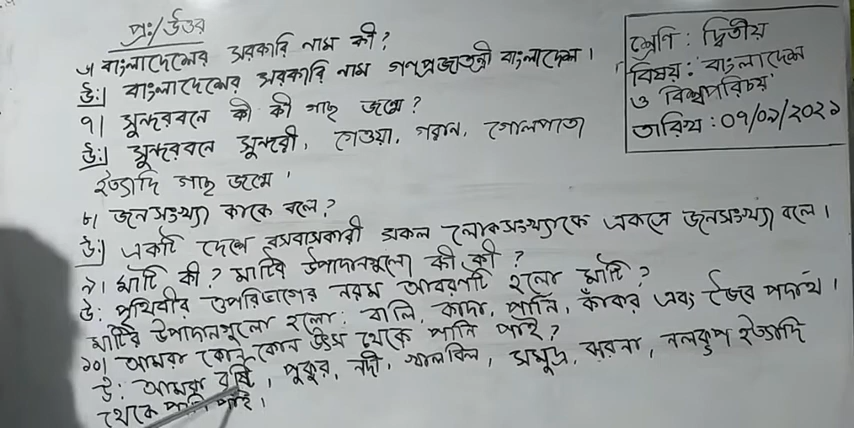 প্র:/উত্তর
৬। বাংলাদেশের সরকারি নাম কী?
উ:। বাংলাদেশের সরকারি নাম গণপ্রজাতন্ত্রী বাংলাদেশ।
৭। সুন্দরবনে কী কী গাছ জন্মে?
উ:। সুন্দরবনে সুন্দরী, গেওয়া, গরান, গোলপাতা
ইত্যাদি গাছ জন্মে।
৮। জনসংখ্যা কাকে বলে?
উ:। একটি দেশে বসবাসকারী সকল লোকসংখ্যাকে একত্রে জনসংখ্যা বলে।
৯। মাটি কী? মাটির উপাদানগুলো কী কী?
উ: পৃথিবীর উপরিভাগের নরম আবরণটি হলো মাটি?
মাটির উপাদানগুলো হলো: বালি, কাদা, পানি, কাঁকর এবং জৈব পদার্থ।
১০। আমরা কোন কোন উৎস থেকে পানি পাই?
উ: আমরা বৃষ্টি, পুকুর, নদী, খালবিল, সমুদ্র, ঝরনা, নলকুপ ইত্যাদি
থেকে পানি পাই।
শ্রেণি: দ্বিতীয়
বিষয়: বাংলাদেশ
ও বিশ্বপরিচয়
তারিখ: ০৭/০৯/২০২১